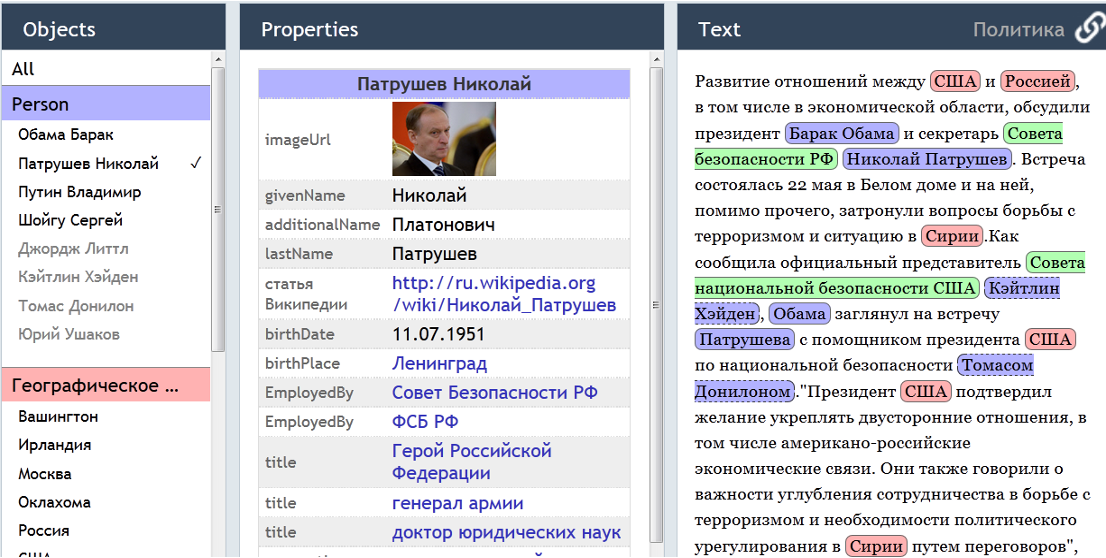 Objects
All
Person
Обама Барак
Патрушев Николай ✓
Путин Владимир
Шойгу Сергей
Джордж Литтл
Кэйтлин Хэйден
Томас Донилон
Юрий Ушаков
Географическое ...
Вашингтон
Ирландия
Москва
Оклахома
Россия
США
Properties
Патрушев Николай
imageUrl
givenName Николай
additionalName Платонович
lastName Патрушев
статья http://ru.wikipedia.org
Википедии /wiki/Николай_Патрушев
birthDate 11.07.1951
birthPlace Ленинград
EmployedBy Совет Безопасности РФ
EmployedBy ФСБ РФ
title Герой Российской
Федерации
title генерал армии
title доктор юридических наук
Text Политика
Развитие отношений между США и Россией,
в том числе в экономической области, обсудили
президент Барак Обама и секретарь Совета
безопасности РФ Николай Патрушев. Встреча
состоялась 22 мая в Белом доме и на ней,
помимо прочего, затронули вопросы борьбы с
терроризмом и ситуацию в Сирии.Как
сообщила официальный представитель Совета
национальной безопасности США Кэйтлин
Хэйден, Обама заглянул на встречу
Патрушева с помощником президента США
по национальной безопасности Томасом
Донилоном."Президент США подтвердил
желание укреплять двусторонние отношения, в
том числе американо-российские
экономические связи. Они также говорили о
важности углубления сотрудничества в борьбе с
терроризмом и необходимости политического
урегулирования в Сирии путем переговоров",